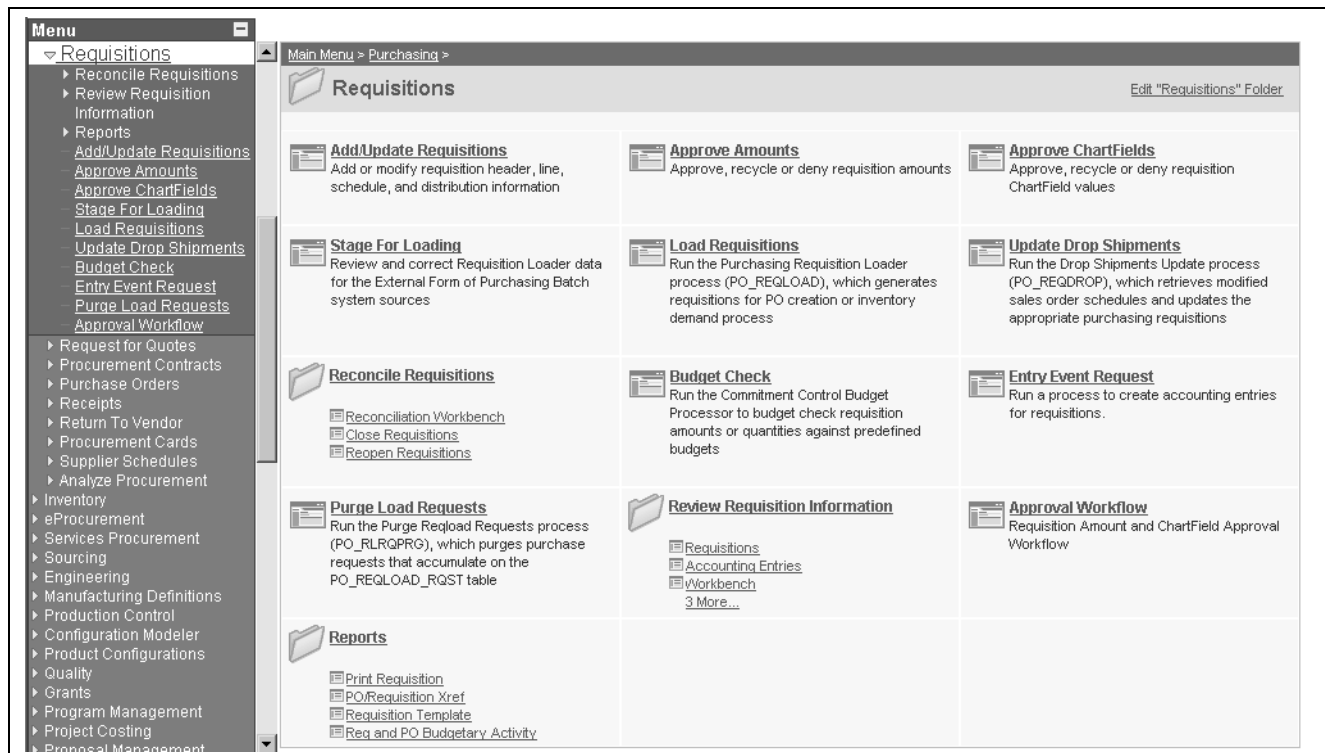 Menu
Requisitions
Reconcile Requisitions
Review Requisition
Information
Reports
Add/Update Requisitions
Approve Amounts
Approve ChartFields
Stage For Loading
Load Requisitions
Update Drop Shipments
Budget Check
Entry Event Request
Purge Load Requests
Approval Workflow
Request for Quotes
Procurement Contracts
Purchase Orders
Receipts
Return To Vendor
Procurement Cards
Supplier Schedules
Analyze Procurement
Inventory
eProcurement
Services Procurement
Sourcing
Engineering
Manufacturing Definitions
Production Control
Configuration Modeler
Product Configurations
Quality
Grants
Program Management
Project Costing
Proposal Management
Main Menu > Purchasing >
Requisitions
Edit "Requisitions" Folder
Add/Update Requisitions
Add or modify requisition header, line,
schedule, and distribution information
Approve Amounts
Approve, recycle or deny requisition amounts
Approve ChartFields
Approve, recycle or deny requisition
ChartField values
Stage For Loading
Review and correct Requisition Loader data
for the External Form of Purchasing Batch
system sources
Load Requisitions
Run the Purchasing Requisition Loader
process (PO_REQLOAD), which generates
requisitions for PO creation or inventory
demand process
Update Drop Shipments
Run the Drop Shipments Update process
(PO_REQDROP), which retrieves modified
sales order schedules and updates the
appropriate purchasing requisitions
Reconcile Requisitions
Reconciliation Workbench
Close Requisitions
Reopen Requisitions
Budget Check
Run the Commitment Control Budget
Processor to budget check requisition
amounts or quantities against predefined
budgets
Entry Event Request
Run a process to create accounting entries
for requisitions.
Purge Load Requests
Run the Purge Reqload Requests process
(PO_RLRQPRG), which purges purchase
requests that accumulate on the
PO_REQLOAD_RQST table
Review Requisition Information
Requisitions
Accounting Entries
Workbench
3 More...
Approval Workflow
Requisition Amount and ChartField Approval
Workflow
Reports
Print Requisition
PO/Requisition Xref
Requisition Template
Req and PO Budgetary Activity